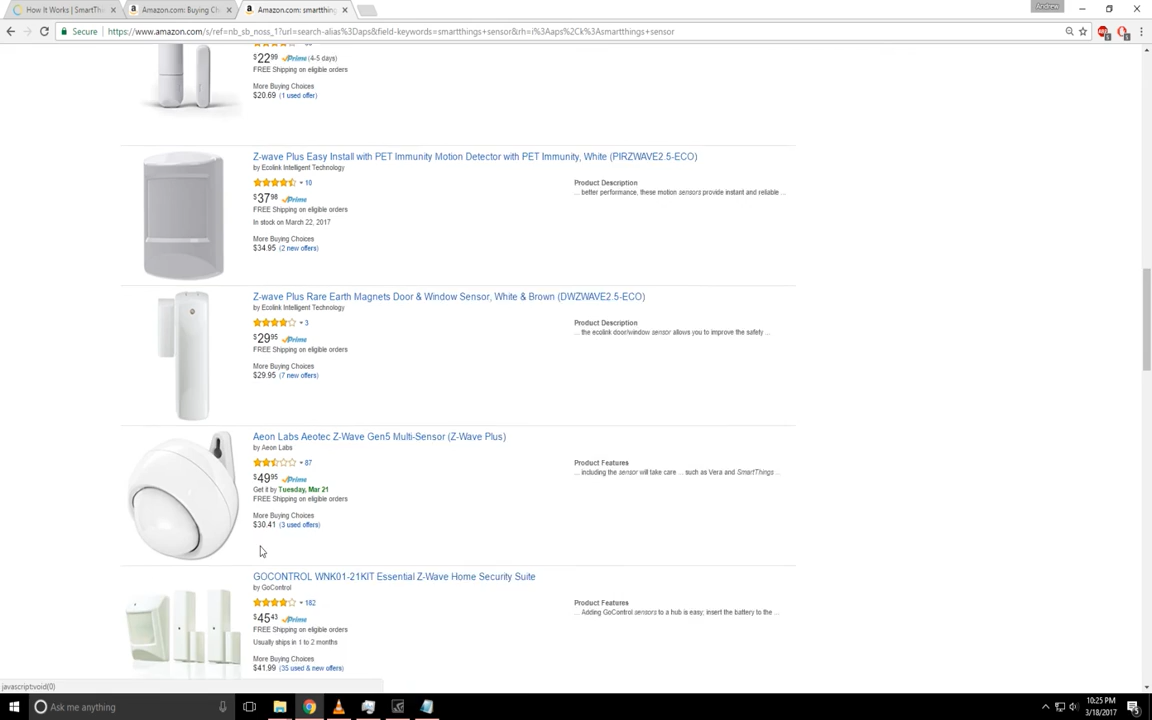 How It Works | SmartThi
Amazon.com: Buying Ch
Amazon.com: smartthing
Andrew
Secure
https://www.amazon.com/s/ref=nb_sb_noss_1?url=search-alias%3Daps&field-keywords=smartthings+sensor&rh=i%3Aaps%2Ck%3Asmartthings+sensor
$22.99 Prime (4-5 days)
FREE Shipping on eligible orders
More Buying Choices
$20.69 (1 used offer)
Z-wave Plus Easy Install with PET Immunity Motion Detector with PET Immunity, White (PIRZWAVE2.5-ECO)
by Ecolink Intelligent Technology
10
$37.98 Prime
FREE Shipping on eligible orders
In stock on March 22, 2017
More Buying Choices
$34.95 (2 new offers)
Product Description
... better performance, these motion sensors provide instant and reliable ...
Z-wave Plus Rare Earth Magnets Door & Window Sensor, White & Brown (DWZWAVE2.5-ECO)
by Ecolink Intelligent Technology
3
$29.95 Prime
FREE Shipping on eligible orders
More Buying Choices
$29.95 (7 new offers)
Product Description
... the ecolink door/window sensor allows you to improve the safety ...
Aeon Labs Aeotec Z-Wave Gen5 Multi-Sensor (Z-Wave Plus)
by Aeon Labs
87
$49.95 Prime
Get it by Tuesday, Mar 21
FREE Shipping on eligible orders
More Buying Choices
$30.41 (3 used offers)
Product Features
... including the sensor will take care ... such as Vera and SmartThings ...
GOCONTROL WNK01-21KIT Essential Z-Wave Home Security Suite
by GoControl
182
$45.43 Prime
FREE Shipping on eligible orders
Usually ships in 1 to 2 months
More Buying Choices
$41.99 (35 used & new offers)
Product Features
... Adding GoControl sensors to a hub is easy; insert the battery to the ...
javascript:void(0)
Ask me anything
10:25 PM
3/18/2017